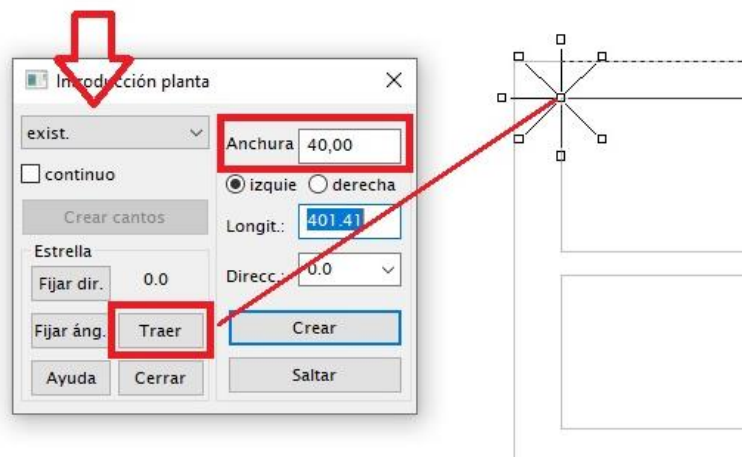 Introducción planta
exist.
continuo
Crear cantos
Estrella
Fijar dir. 0.0
Fijar áng. Traer
Ayuda Cerrar
Anchura 40,00
izquie derecha
Longit.: 401.41
Direcc.: 0.0
Crear
Saltar